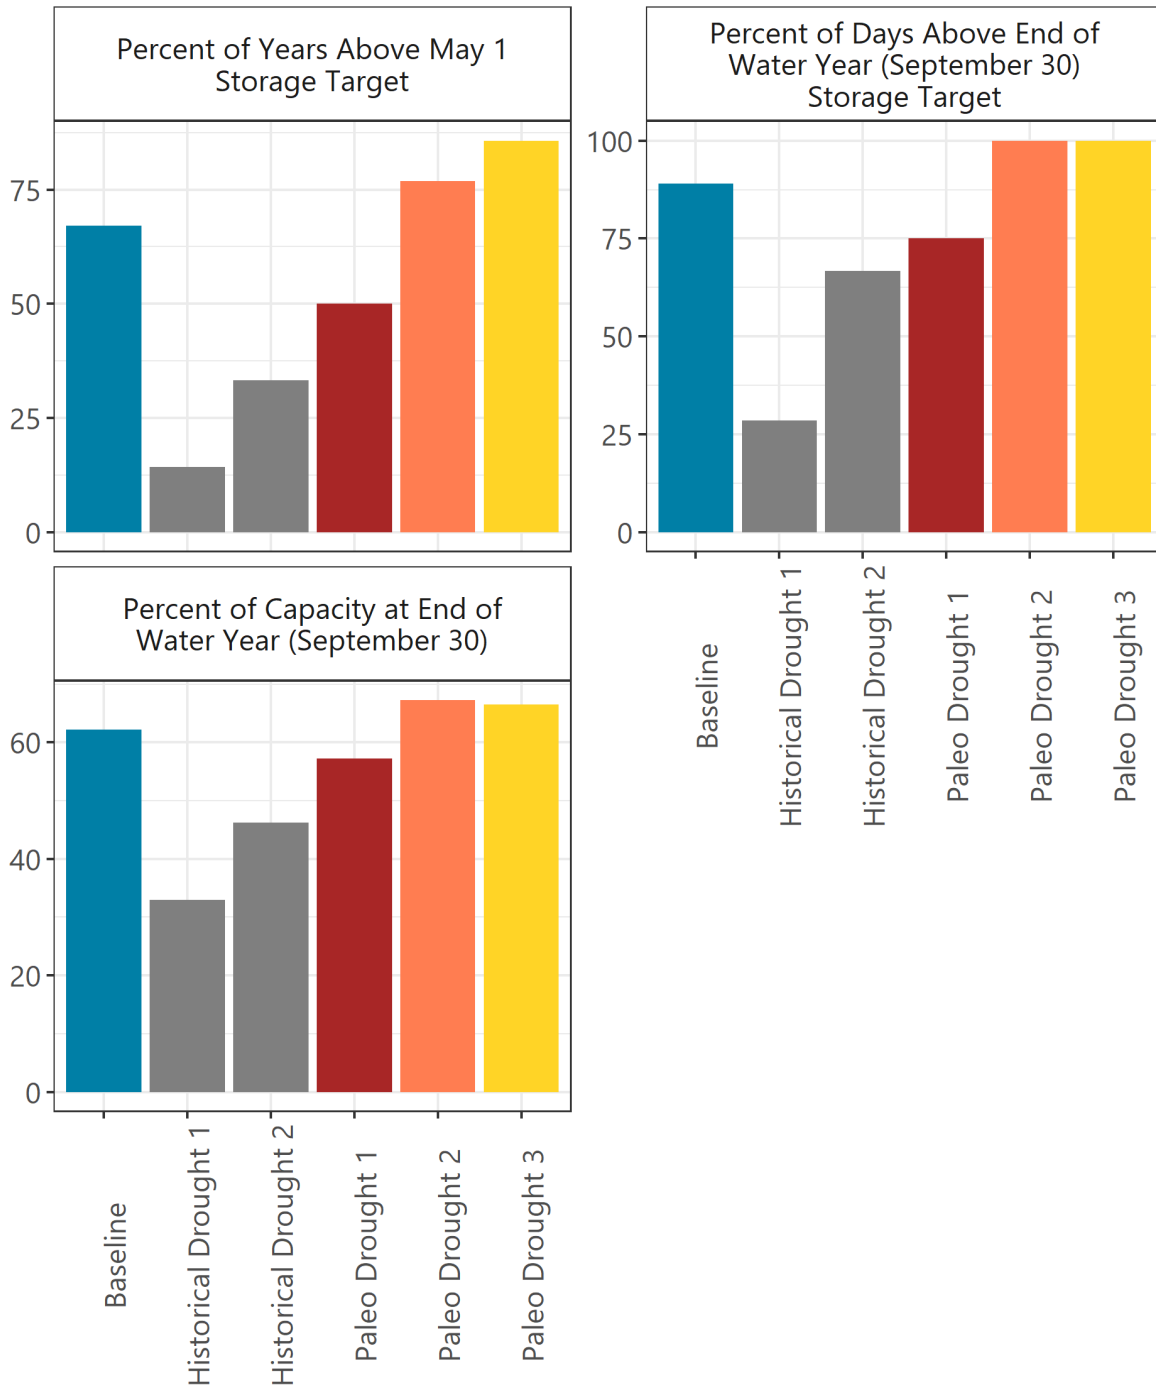 Percent of Years Above May 1
Storage Target
75
50
25
0
Percent of Days Above End of
Water Year (September 30)
Storage Target
100
75
50
25
0
Baseline
Historical Drought 1
Historical Drought 2
Paleo Drought 1
Paleo Drought 2
Paleo Drought 3
Percent of Capacity at End of
Water Year (September 30)
60
40
20
0
Baseline
Historical Drought 1
Historical Drought 2
Paleo Drought 1
Paleo Drought 2
Paleo Drought 3